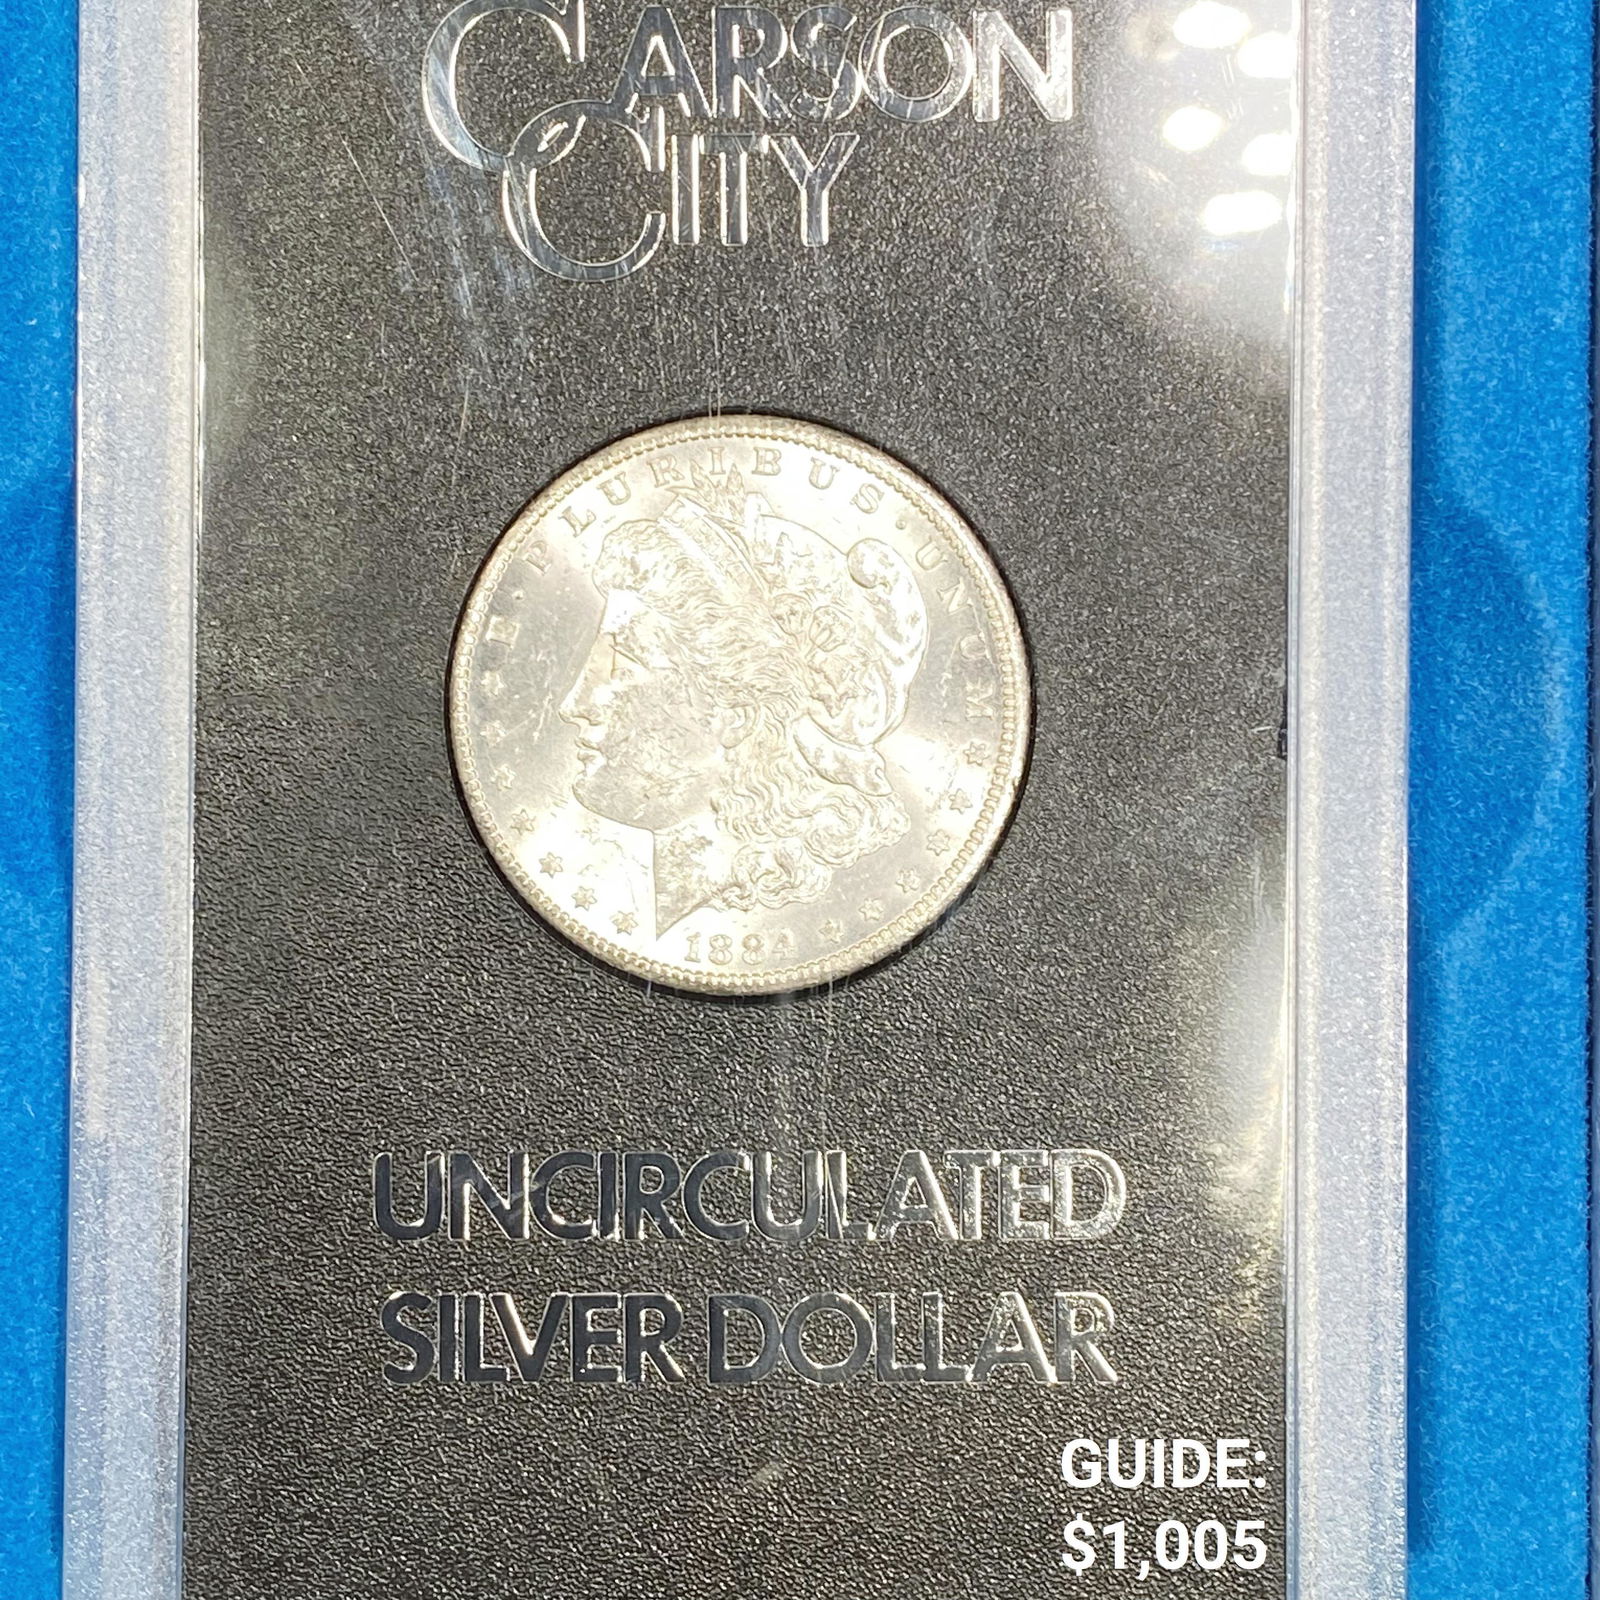 CARSON
CITY
E · PLURIBUS · UNUM
1884
UNCIRCULATED
SILVER DOLLAR
GUIDE:
$1,005